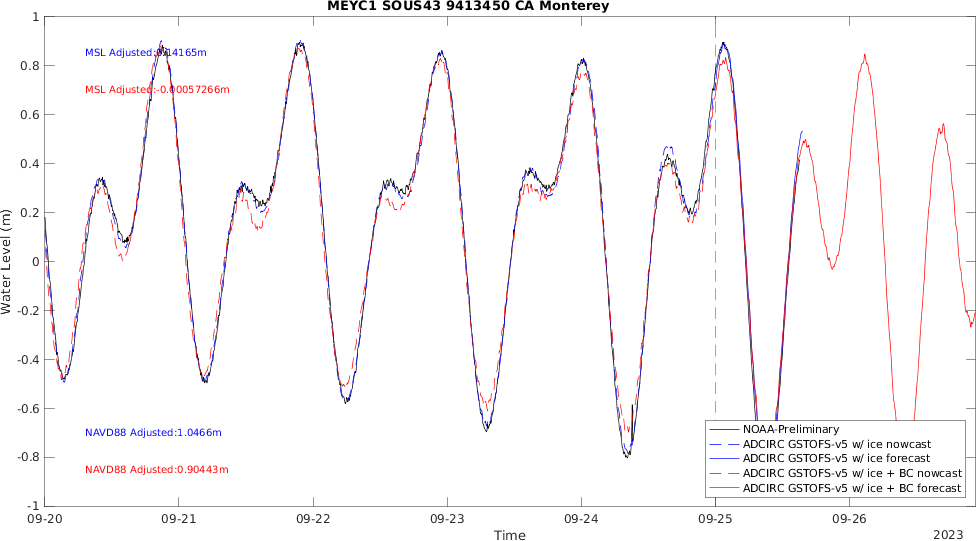 MEYC1 SOUS43 9413450 CA Monterey
1
0.8
0.6
0.4
0.2
0
-0.2
-0.4
-0.6
-0.8
-1
Water Level (m)
MSL Adjusted:0.14165m
MSL Adjusted:-0.00057266m
NAVD88 Adjusted:1.0466m
NAVD88 Adjusted:0.90443m
NOAA-Preliminary
ADCIRC GSTOFS-v5 w/ ice nowcast
ADCIRC GSTOFS-v5 w/ ice forecast
ADCIRC GSTOFS-v5 w/ ice + BC nowcast
ADCIRC GSTOFS-v5 w/ ice + BC forecast
09-20 09-21 09-22 09-23 09-24 09-25 09-26
Time
2023